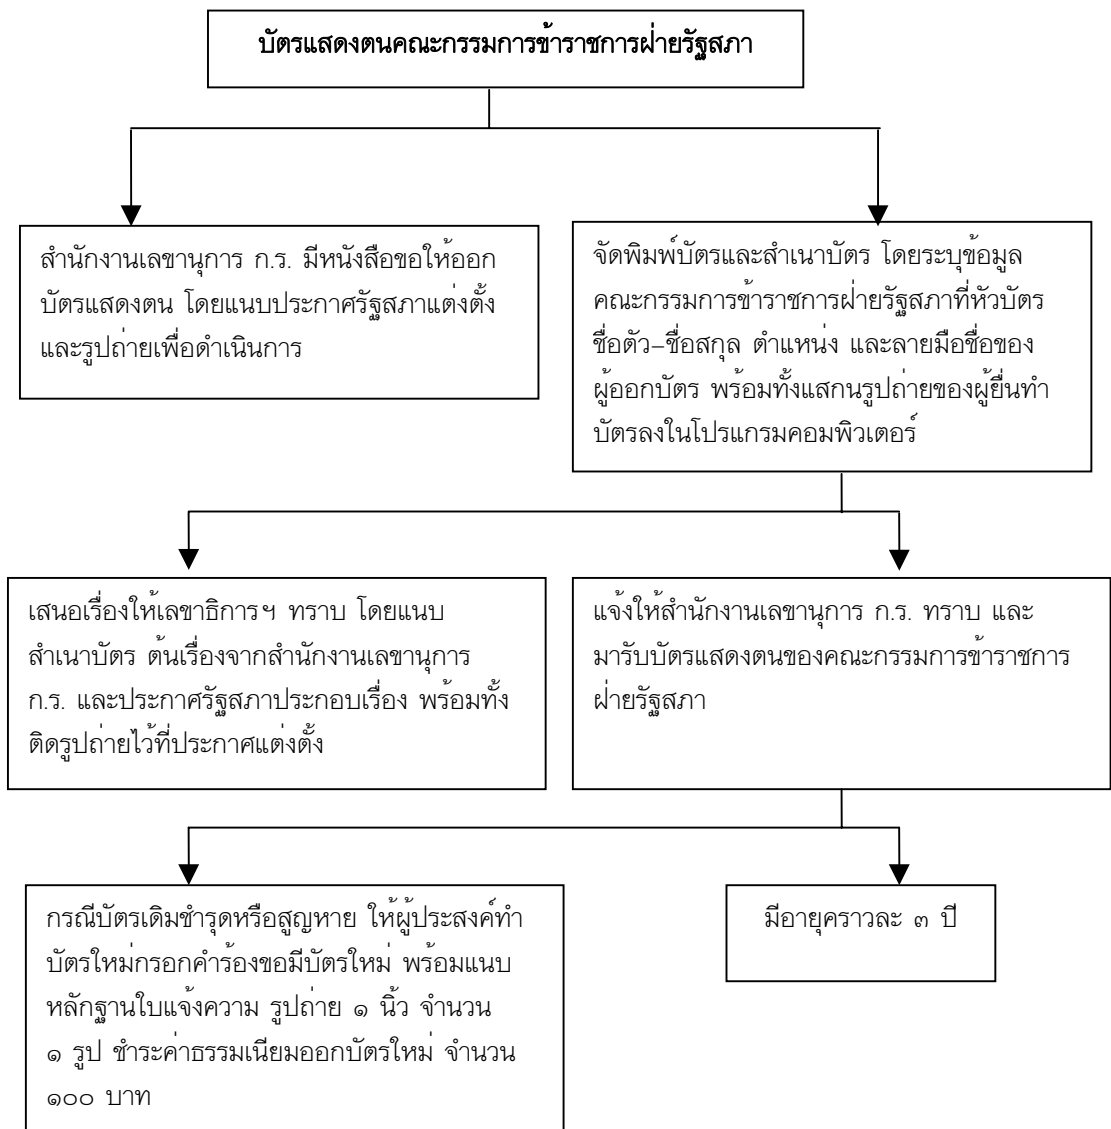 บัตรแสดงตนคณะกรรมการข้าราชการฝ่ายรัฐสภา
สำนักงานเลขานุการ ก.ร. มีหนังสือขอให้ออก
บัตรแสดงตน โดยแนบประกาศรัฐสภาแต่งตั้ง
และรูปถ่ายเพื่อดำเนินการ
จัดพิมพ์บัตรและสำเนาบัตร โดยระบุข้อมูล
คณะกรรมการข้าราชการฝ่ายรัฐสภาที่หัวบัตร
ชื่อตัว–ชื่อสกุล ตำแหน่ง และลายมือชื่อของ
ผู้ออกบัตร พร้อมทั้งแสกนรูปถ่ายของผู้ยื่นทำ
บัตรลงในโปรแกรมคอมพิวเตอร์
เสนอเรื่องให้เลขาธิการฯ ทราบ โดยแนบ
สำเนาบัตร ต้นเรื่องจากสำนักงานเลขานุการ
ก.ร. และประกาศรัฐสภาประกอบเรื่อง พร้อมทั้ง
ติดรูปถ่ายไว้ที่ประกาศแต่งตั้ง
แจ้งให้สำนักงานเลขานุการ ก.ร. ทราบ และ
มารับบัตรแสดงตนของคณะกรรมการข้าราชการ
ฝ่ายรัฐสภา
กรณีบัตรเดิมชำรุดหรือสูญหาย ให้ผู้ประสงค์ทำ
บัตรใหม่กรอกคำร้องขอมีบัตรใหม่ พร้อมแนบ
หลักฐานใบแจ้งความ รูปถ่าย ๑ นิ้ว จำนวน
๑ รูป ชำระค่าธรรมเนียมออกบัตรใหม่ จำนวน
๑๐๐ บาท
มีอายุคราวละ ๓ ปี